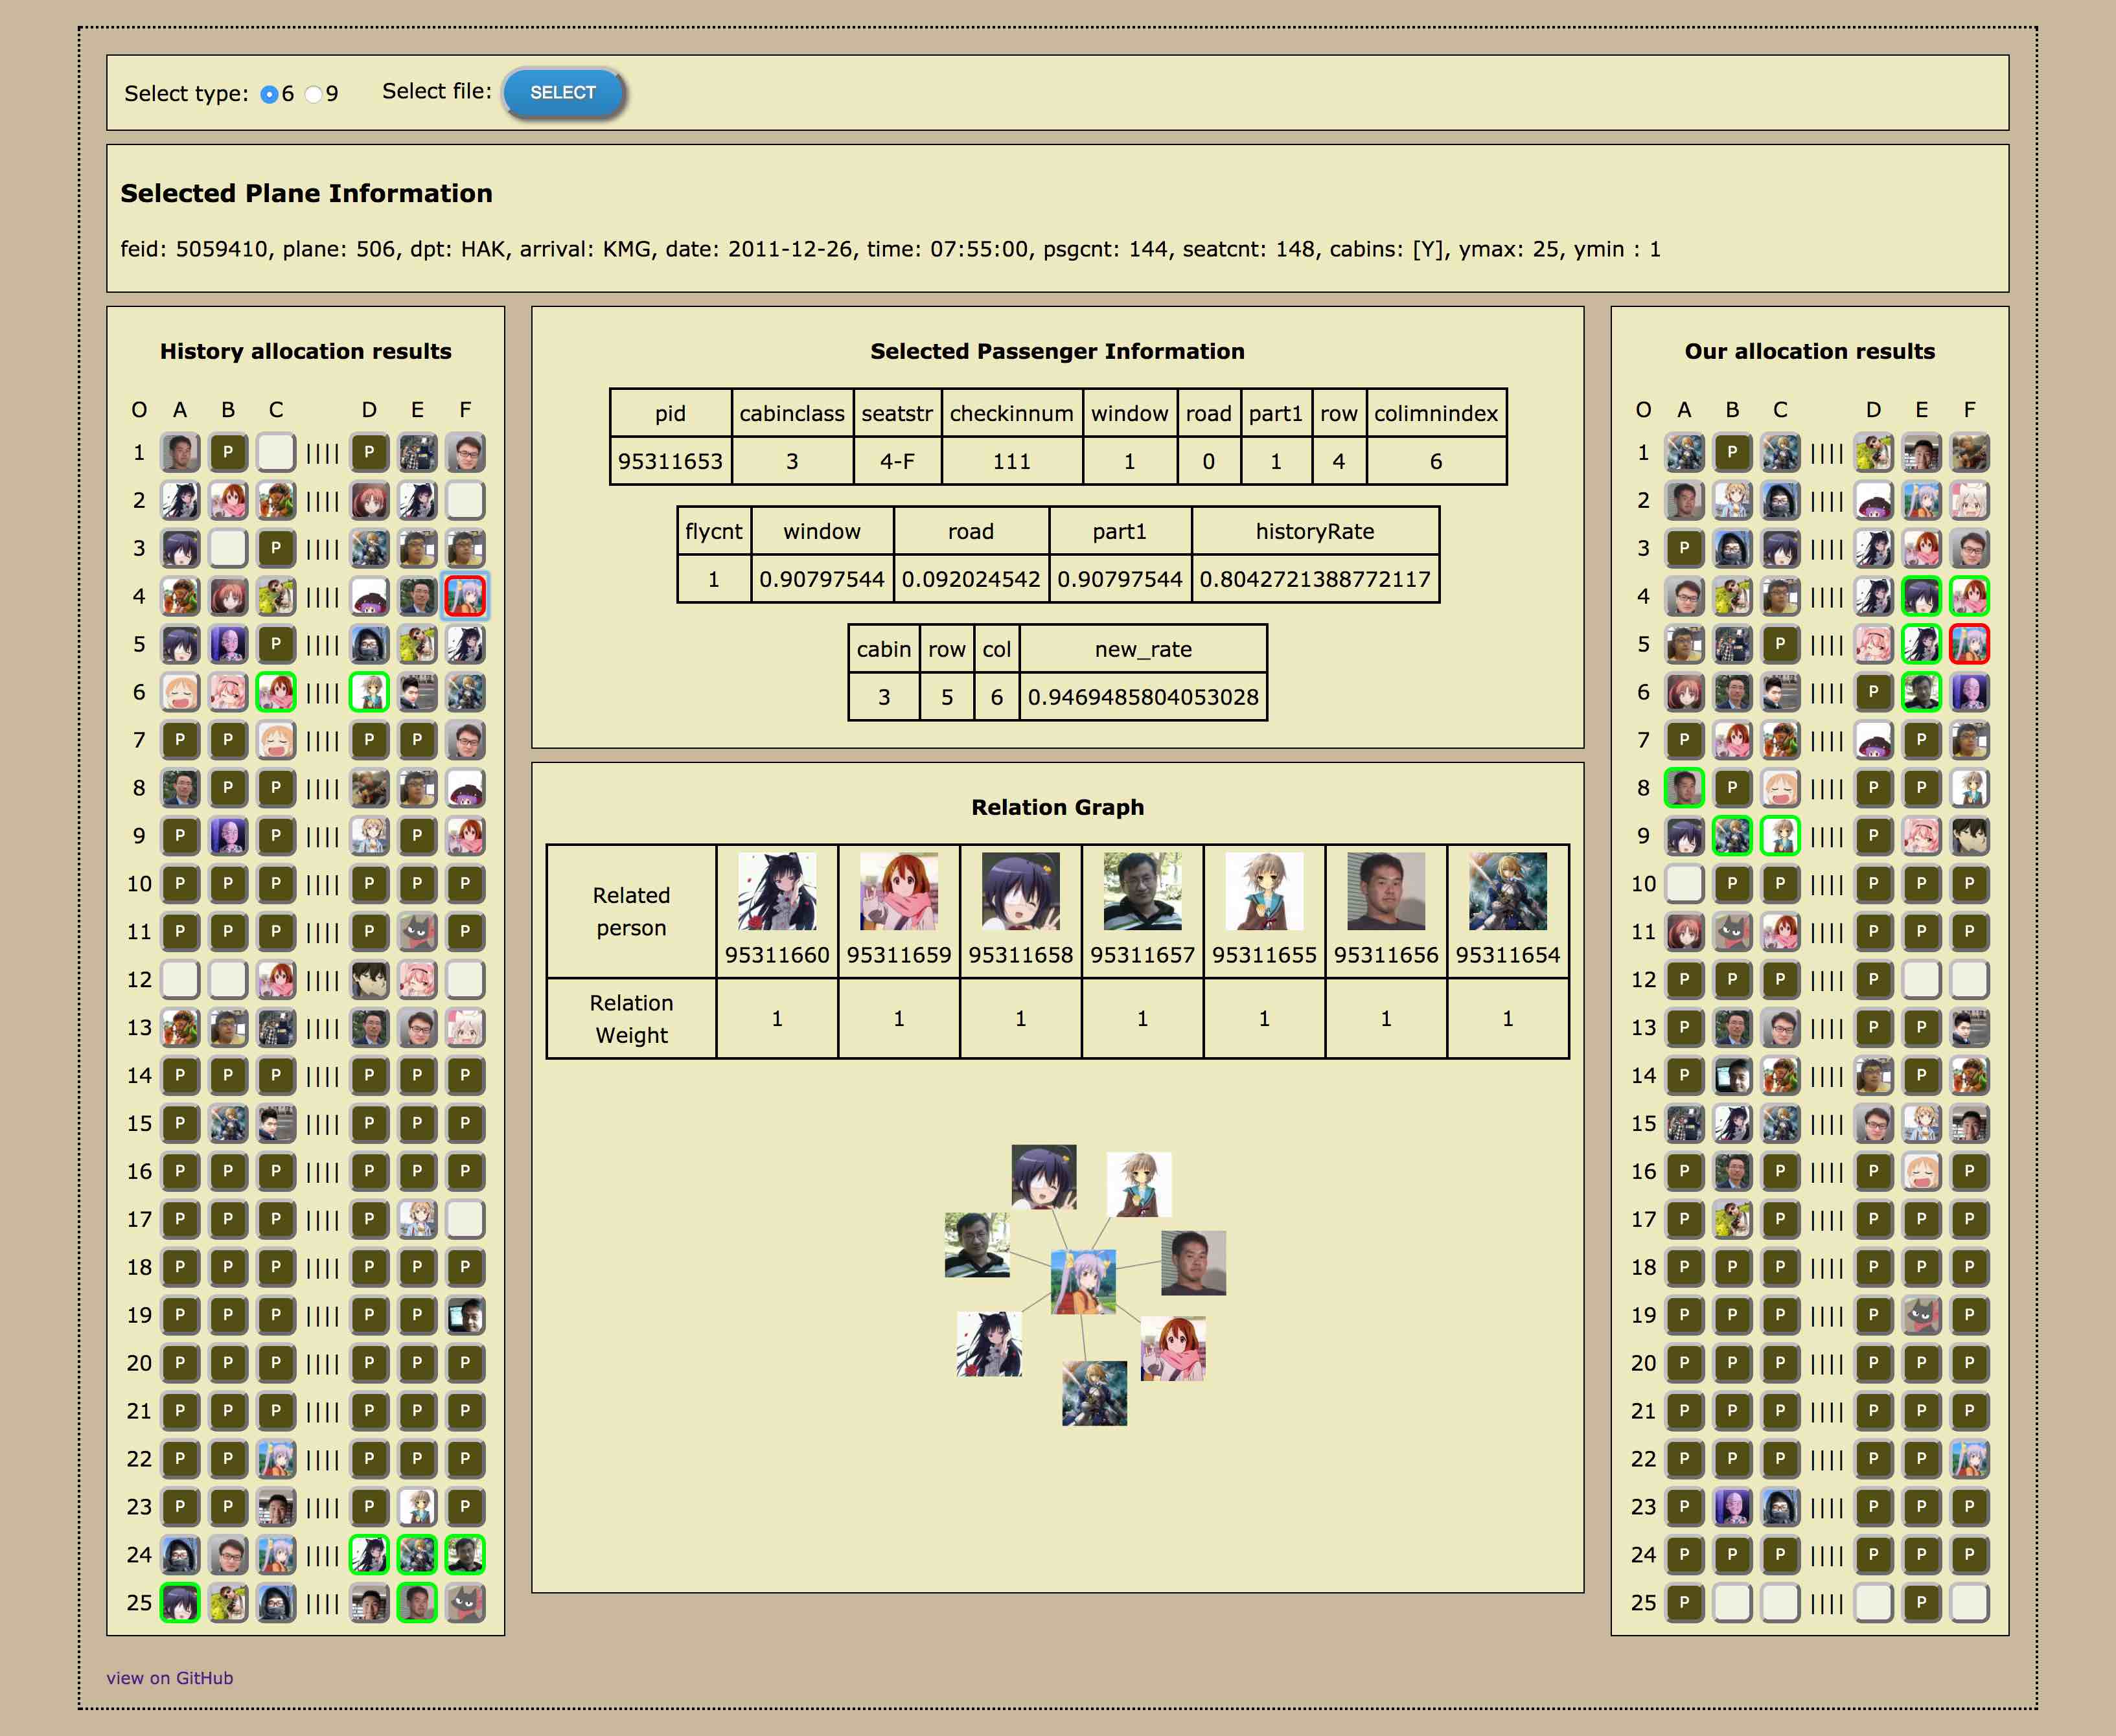 Select type: 6 9 Select file: SELECT
Selected Plane Information
feid: 5059410, plane: 506, dpt: HAK, arrival: KMG, date: 2011-12-26, time: 07:55:00, psgcnt: 144, seatcnt: 148, cabins: [Y], ymax: 25, ymin : 1
History allocation results
O A B C D E F
1 P |||| P
2 ||||
3 P ||||
4 ||||
5 P ||||
6 ||||
7 P P |||| P P
8 P P ||||
9 P P |||| P
10 P P P |||| P P P
11 P P P |||| P P
12 ||||
13 ||||
14 P P P |||| P P P
15 P |||| P P P
16 P P P |||| P P P
17 P P P |||| P
18 P P P |||| P P P
19 P P P |||| P P
20 P P P |||| P P P
21 P P P |||| P P P
22 P P |||| P P P
23 P P |||| P P
24 ||||
25 ||||
Selected Passenger Information
pid cabinclass seatstr checkinnum window road part1 row colimnindex
95311653 3 4-F 111 1 0 1 4 6
flycnt window road part1 historyRate
1 0.90797544 0.092024542 0.90797544 0.8042721388772117
cabin row col new_rate
3 5 6 0.9469485804053028
Relation Graph
Related person
95311660 95311659 95311658 95311657 95311655 95311656 95311654
Relation Weight
1 1 1 1 1 1 1
Our allocation results
O A B C D E F
1 P ||||
2 ||||
3 P ||||
4 ||||
5 P ||||
6 |||| P
7 P |||| P
8 P |||| P P
9 |||| P
10 P P |||| P P P
11 |||| P P P
12 P P P |||| P
13 P |||| P P
14 P |||| P
15 ||||
16 P P |||| P P
17 P P |||| P P P
18 P P P |||| P P P
19 P P P |||| P P
20 P P P |||| P P P
21 P P P |||| P P P
22 P P P |||| P P
23 P |||| P P P
24 P P P |||| P P P
25 P |||| P
view on GitHub